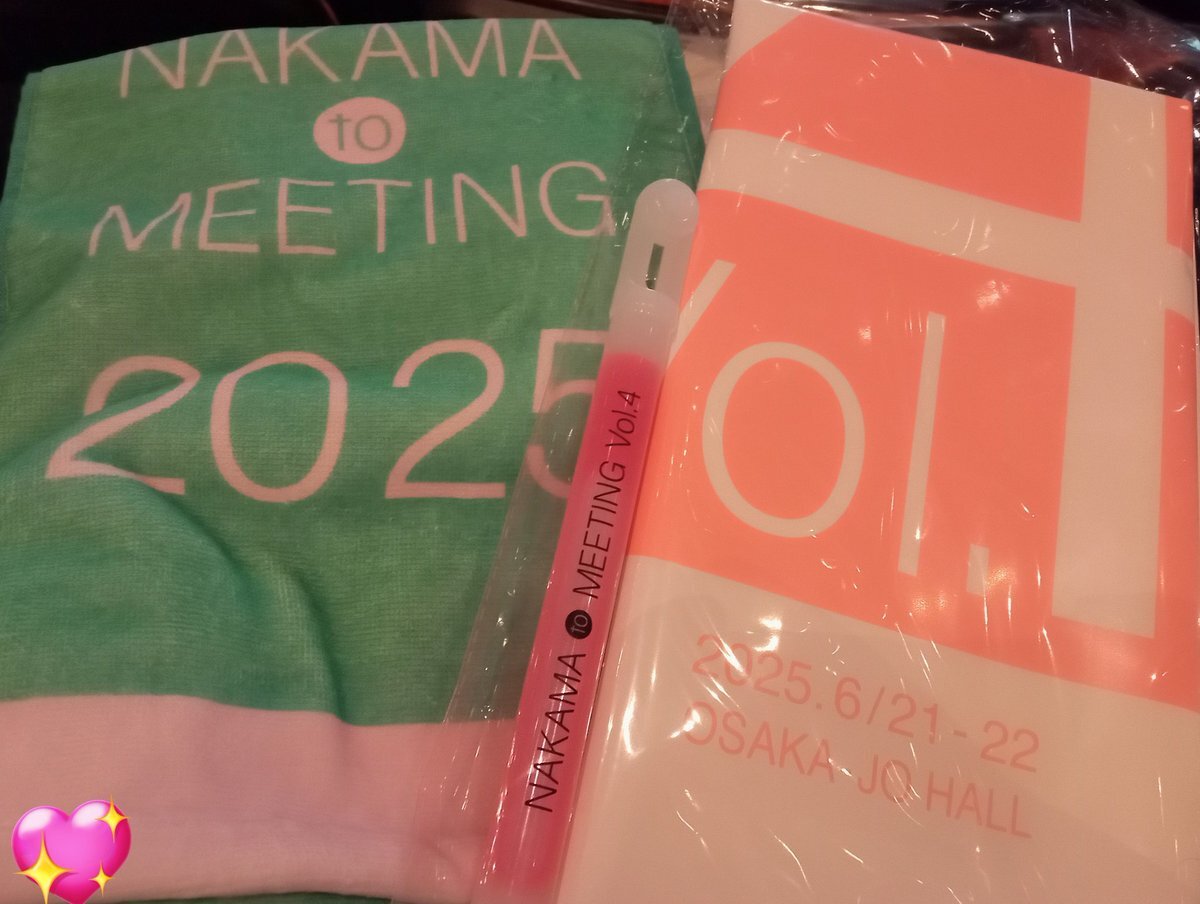 NAKAMA
to
MEETING
2025
NAKAMA to MEETING Vol.4
Vol.
2025.6/21-22
OSAKA-JO HALL